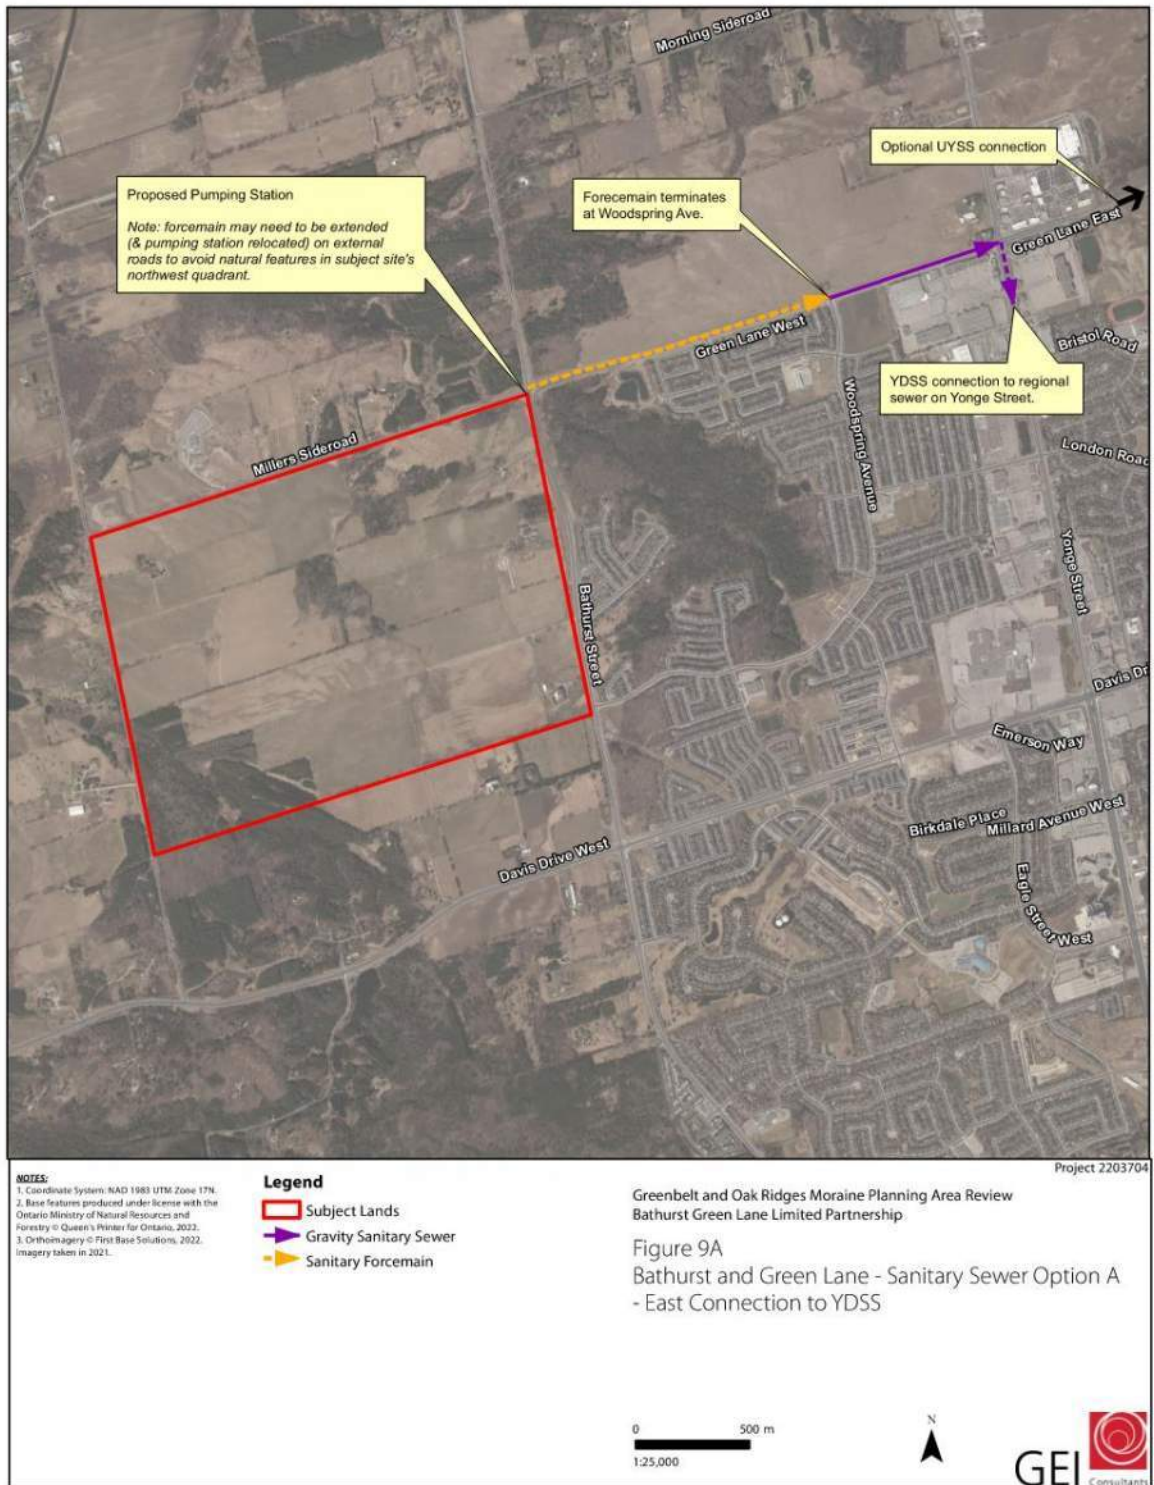 Morning Sideroad
Optional UYSS connection
Proposed Pumping Station
Note: forcemain may need to be extended
(& pumping station relocated) on external
roads to avoid natural features in subject site's
northwest quadrant.
Forecemain terminates
at Woodspring Ave.
Green Lane East
Green Lane West
Bristol Road
YDSS connection to regional
sewer on Yonge Street.
Millers Sideroad
Woodspring Avenue
London Road
Yonge Street
Bathurst Street
Davis Dr
Emerson Way
Birkdale Place
Millard Avenue West
Davis Drive West
Eagle Street West
Project 2203704
NOTES:
1. Coordinate System: NAD 1983 UTM Zone 17N.
2. Base features produced under license with the
Ontario Ministry of Natural Resources and
Forestry © Queen's Printer for Ontario, 2022.
3. Orthoimagery © First Base Solutions, 2022.
Imagery taken in 2021.
Legend
Subject Lands
Gravity Sanitary Sewer
Sanitary Forcemain
Greenbelt and Oak Ridges Moraine Planning Area Review
Bathurst Green Lane Limited Partnership
Figure 9A
Bathurst and Green Lane - Sanitary Sewer Option A
- East Connection to YDSS
0 500 m
1:25,000
N
GEI
Consultants